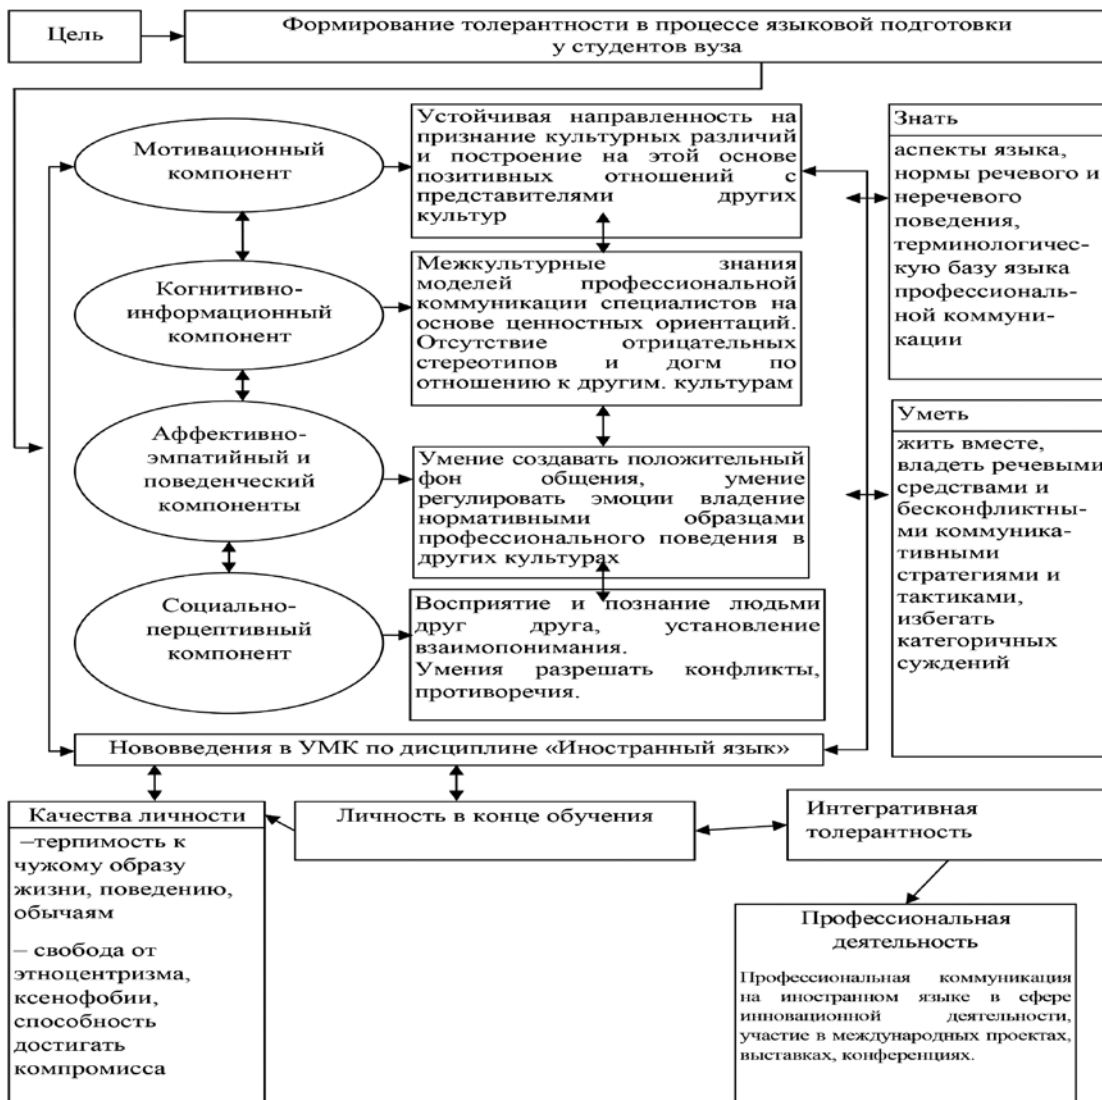 Цель
Формирование толерантности в процессе языковой подготовки
у студентов вуза
Мотивационный
компонент
Устойчивая направленность на
признание культурных различий
и построение на этой основе
позитивных отношений с
представителями других
культур
Знать
аспекты языка,
нормы речевого и
неречевого
поведения,
терминологичес-
кую базу языка
профессиональ-
ной коммуни-
кации
Когнитивно-
информационный
компонент
Межкультурные знания
моделей профессиональной
коммуникации специалистов на
основе ценностных ориентаций.
Отсутствие отрицательных
стереотипов и догм по
отношению к другим. культурам
Уметь
жить вместе,
владеть речевыми
средствами и
бесконфликтны-
ми коммуника-
тивными
стратегиями и
тактиками,
избегать
категоричных
суждений
Аффективно-
эмпатийный и
поведенческий
компоненты
Умение создавать положительный
фон общения, умение
регулировать эмоции владение
нормативными образцами
профессионального поведения в
других культурах
Социально-
перцептивный
компонент
Восприятие и познание людьми
друг друга, установление
взаимопонимания.
Умения разрешать конфликты,
противоречия.
Нововведения в УМК по дисциплине «Иностранный язык»
Качества личности
–терпимость к
чужому образу
жизни, поведению,
обычаям
– свобода от
этноцентризма,
ксенофобии,
способность
достигать
компромисса
Личность в конце обучения
Интегративная
толерантность
Профессиональная
деятельность
Профессиональная коммуникация
на иностранном языке в сфере
инновационной деятельности,
участие в международных проектах,
выставках, конференциях.